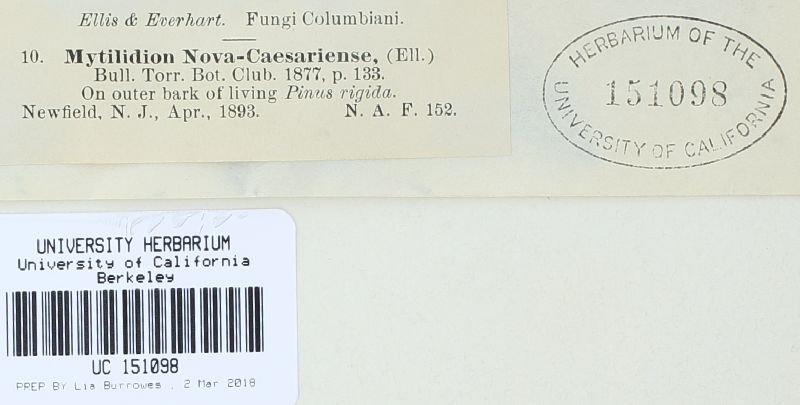 Ellis & Everhart. Fungi Columbiani.
10. Mytilidion Nova-Caesariense, (Ell.)
Bull. Torr. Bot. Club. 1877, p. 133.
On outer bark of living Pinus rigida.
Newfield, N. J., Apr., 1893. N. A. F. 152.
HERBARIUM OF THE
151098
UNIVERSITY OF CALIFORNIA
UNIVERSITY HERBARIUM
University of California
Berkeley
UC 151098
PREP BY Lia Burrowes , 2 Mar 2018